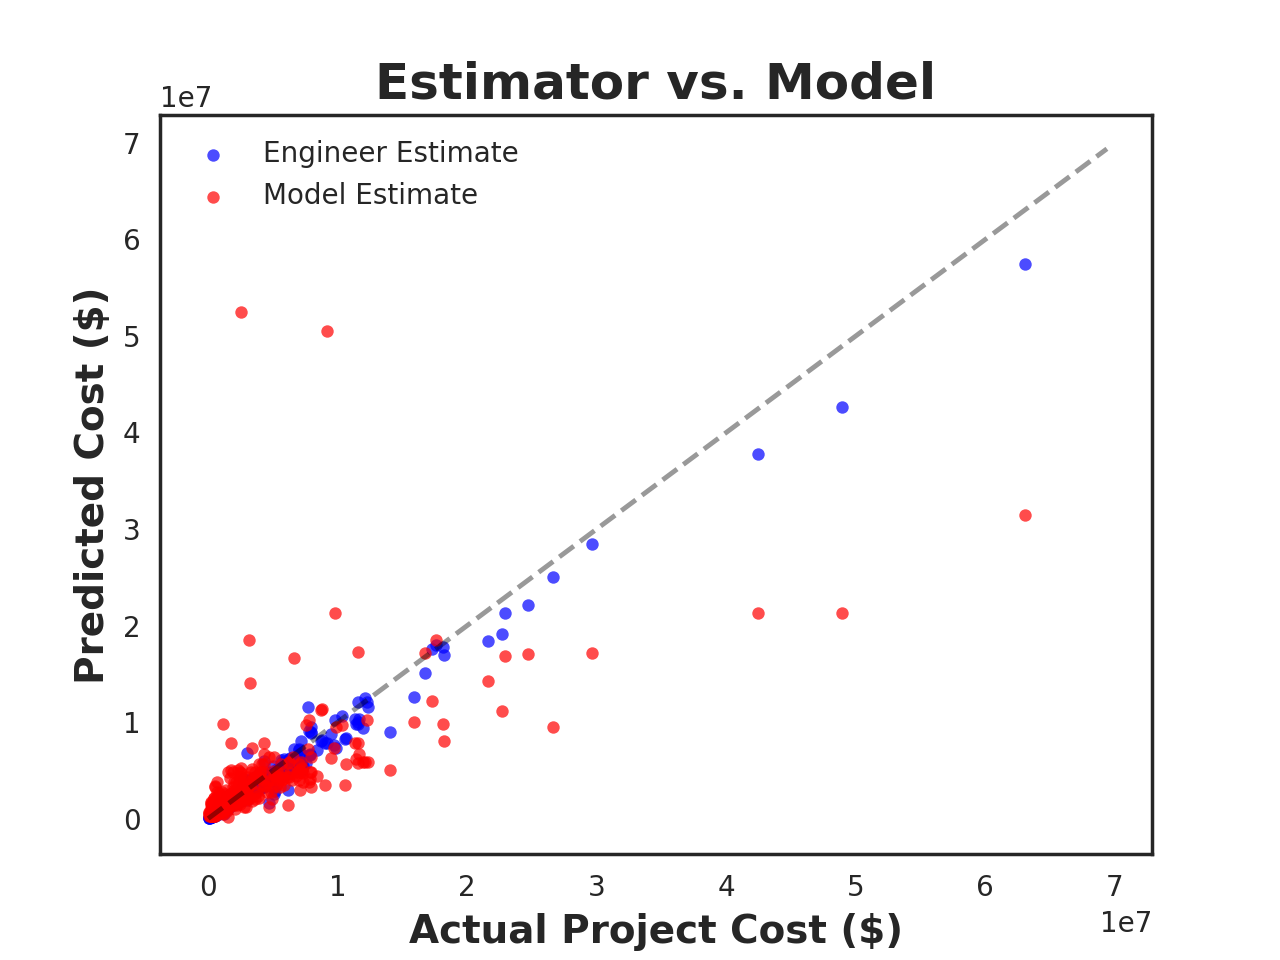 Estimator vs. Model
1e7
Engineer Estimate
Model Estimate
7
6
5
4
3
2
1
0
Predicted Cost ($)
0 1 2 3 4 5 6 7
1e7
Actual Project Cost ($)